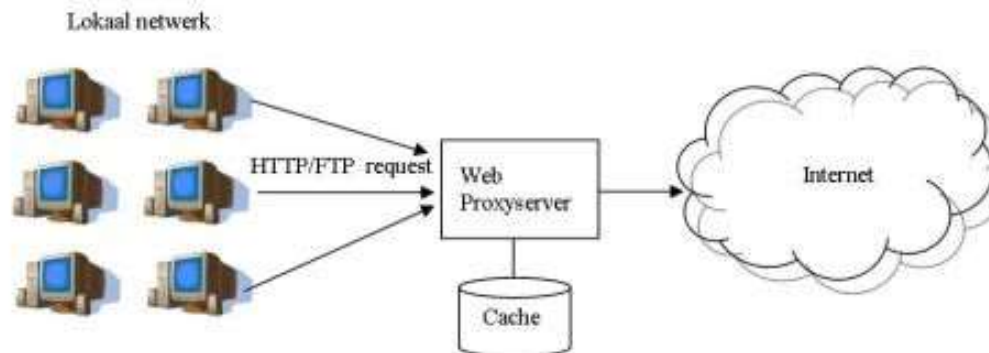 Lokaal netwerk
HTTP/FTP request
Web
Proxyserver
Internet
Cache